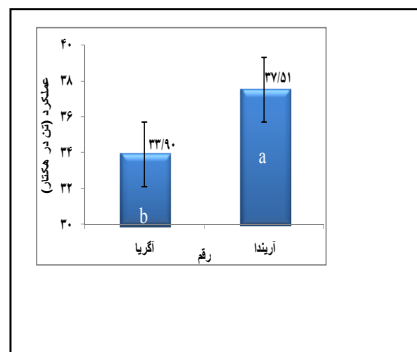 عملکرد (تن در هکتار)
۴۰
۳۸
۳۶
۳۴
۳۲
۳۰
۳۳/۹۰
۳۷/۵۱
b
a
آگریا
آریندا
رقم